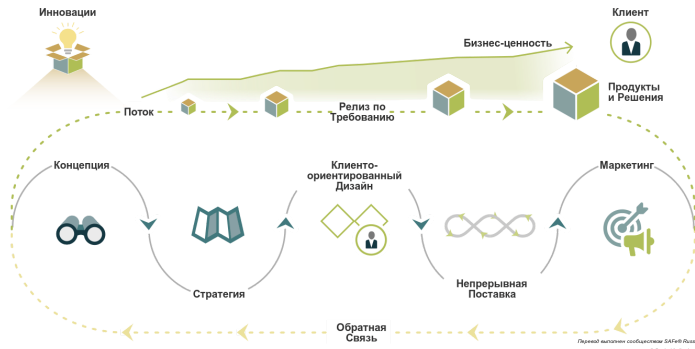 Инновации
Клиент
Бизнес-ценность
Продукты
и Решения
Поток
Релиз по
Требованию
Концепция
Клиенто-
ориентированный
Дизайн
Маркетинг
Стратегия
Непрерывная
Поставка
Обратная
Связь
Перевод выполнен сообществом SAFe® Russ